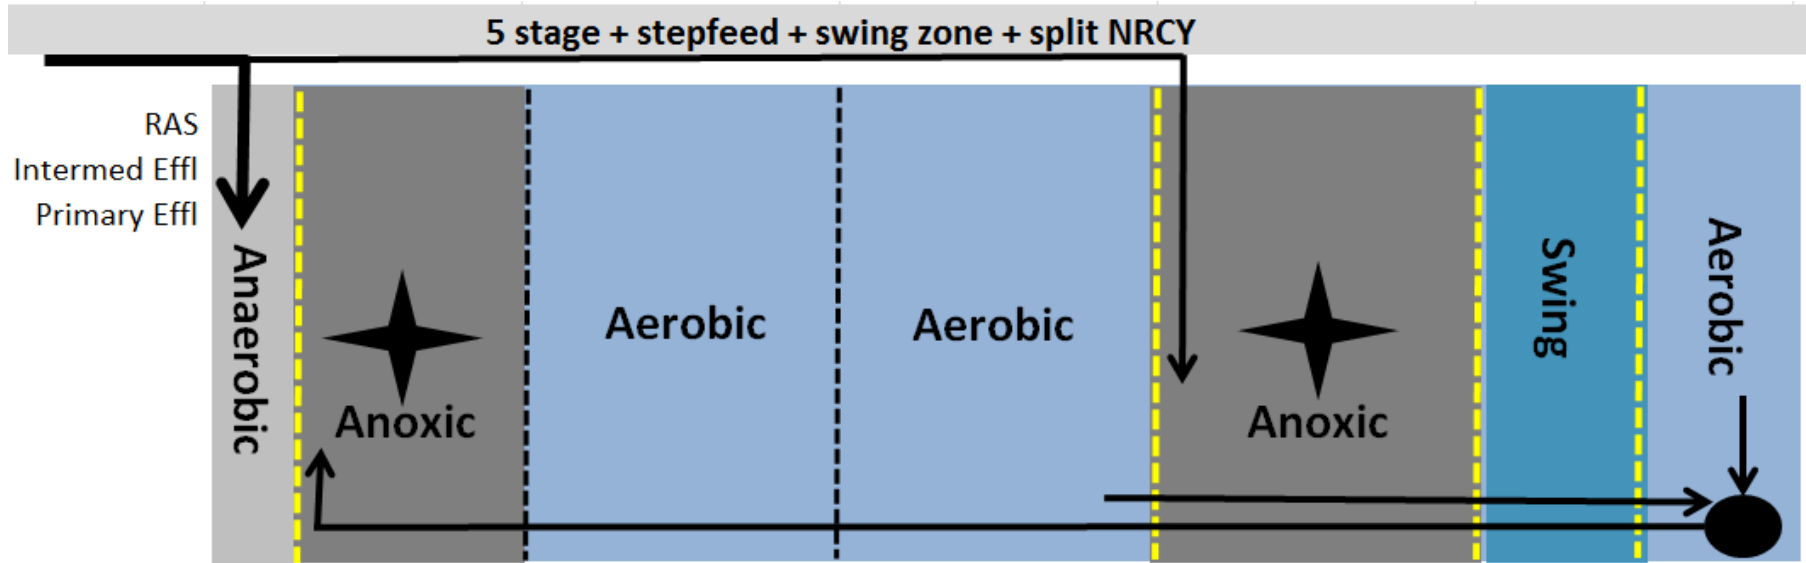 5 stage + stepfeed + swing zone + split NRCY
RAS
Intermed Effl
Primary Effl
Anaerobic
Anoxic
Aerobic
Aerobic
Anoxic
Swing
Aerobic